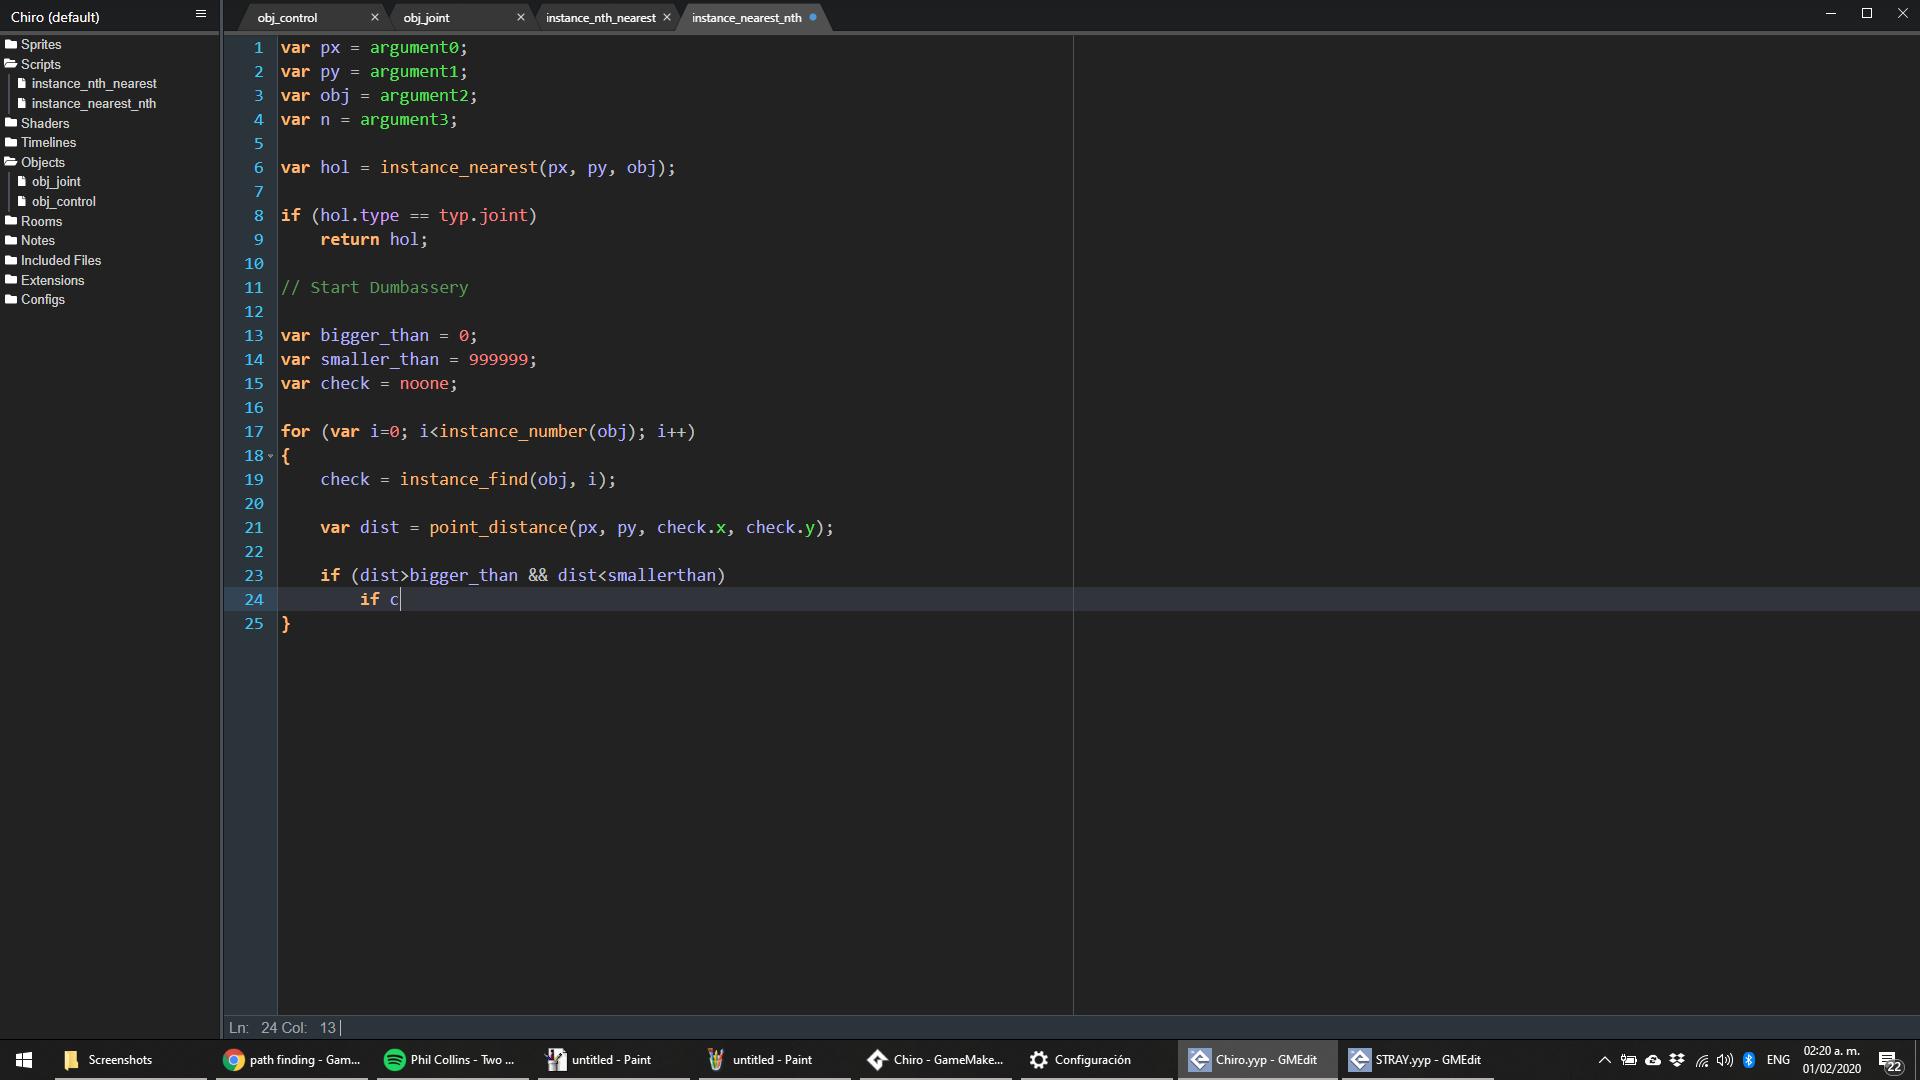 Chiro (default)
obj_control
obj_joint
instance_nth_nearest
instance_nearest_nth
Sprites
Scripts
instance_nth_nearest
instance_nearest_nth
Shaders
Timelines
Objects
obj_joint
obj_control
Rooms
Notes
Included Files
Extensions
Configs
1 var px = argument0;
2 var py = argument1;
3 var obj = argument2;
4 var n = argument3;
5
6 var hol = instance_nearest(px, py, obj);
7
8 if (hol.type == typ.joint)
9 return hol;
10
11 // Start Dumbassery
12
13 var bigger_than = 0;
14 var smaller_than = 999999;
15 var check = noone;
16
17 for (var i=0; i<instance_number(obj); i++)
18 {
19 check = instance_find(obj, i);
20
21 var dist = point_distance(px, py, check.x, check.y);
22
23 if (dist>bigger_than && dist<smallerthan)
24 if c
25 }
Ln: 24 Col: 13
Screenshots
path finding - Gam...
Phil Collins - Two ...
untitled - Paint
untitled - Paint
Chiro - GameMake...
Configuración
Chiro.yyp - GMEdit
STRAY.yyp - GMEdit
ENG
02:20 a. m.
01/02/2020
22